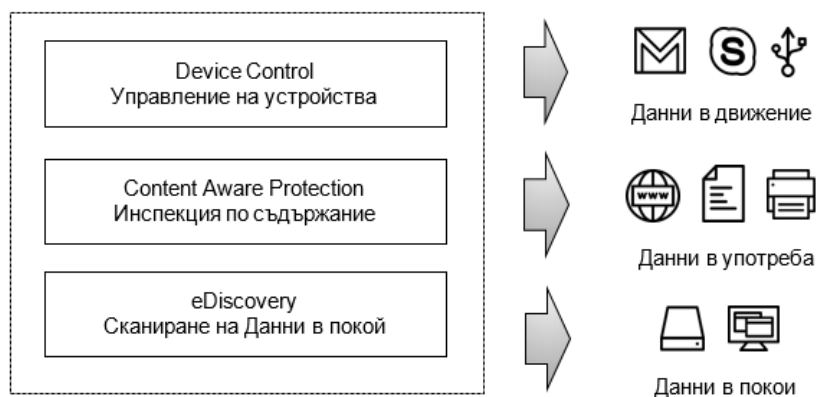 Device Control
Управление на устройства
Данни в движение
Content Aware Protection
Инспекция по съдържание
www
Данни в употреба
eDiscovery
Сканиране на Данни в покой
Данни в покои